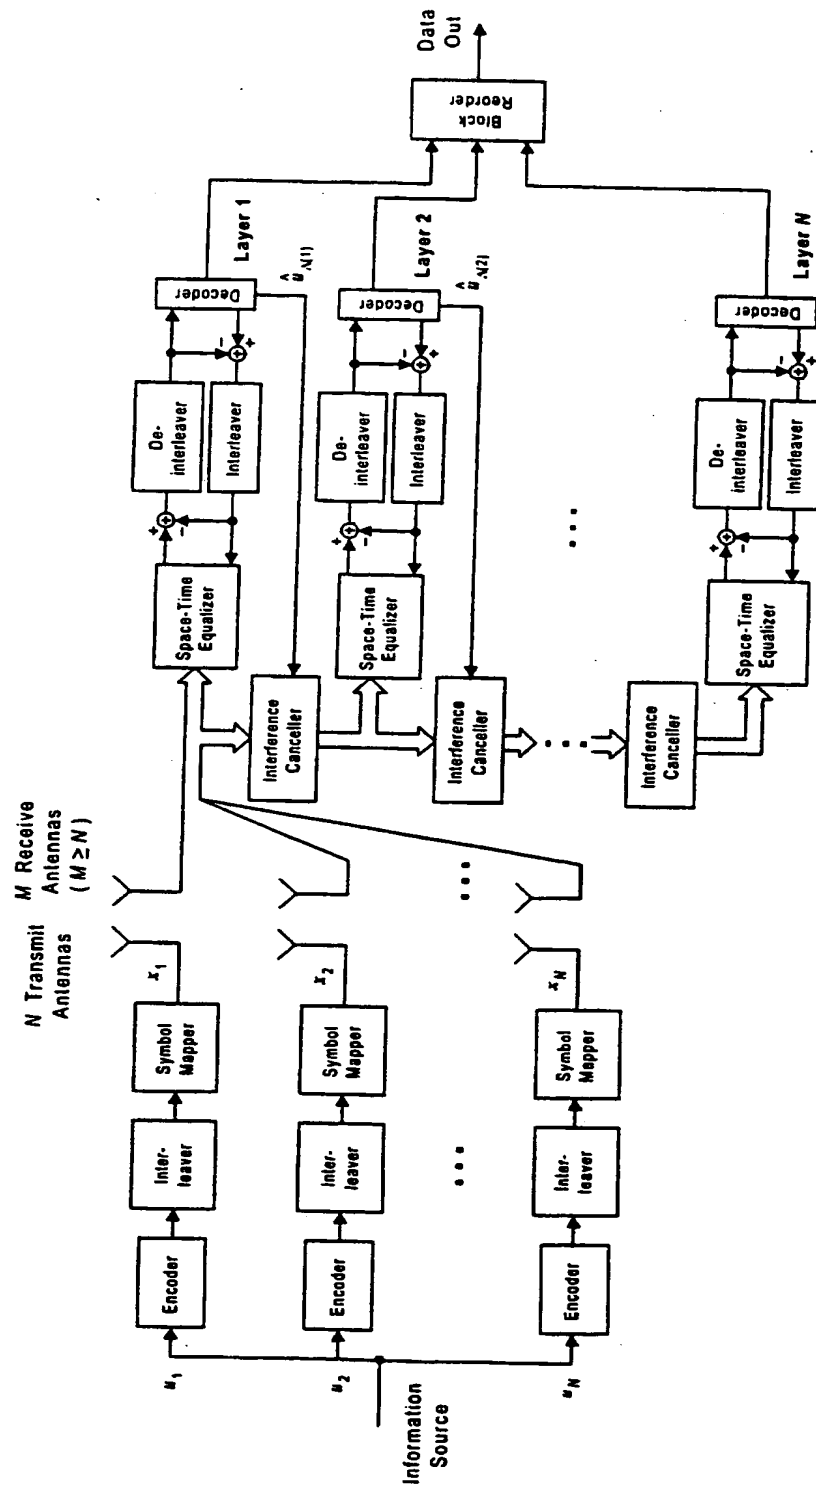 Information
Source
u1
u2
uN
Encoder
Encoder
Encoder
Inter-
leaver
Inter-
leaver
Inter-
leaver
Symbol
Mapper
Symbol
Mapper
Symbol
Mapper
x1
x2
xN
N Transmit
Antennas
M Receive
Antennas
( M ≥ N )
Interference
Canceller
Interference
Canceller
Interference
Canceller
Space-Time
Equalizer
+
-
De-
interleaver
Interleaver
-
+
Decoder
Layer 1
û Λ(1)
Space-Time
Equalizer
+
-
De-
interleaver
Interleaver
-
+
Decoder
Layer 2
û Λ(2)
Space-Time
Equalizer
+
-
De-
interleaver
Interleaver
-
+
Decoder
Layer N
Block
Reorder
Data
Out